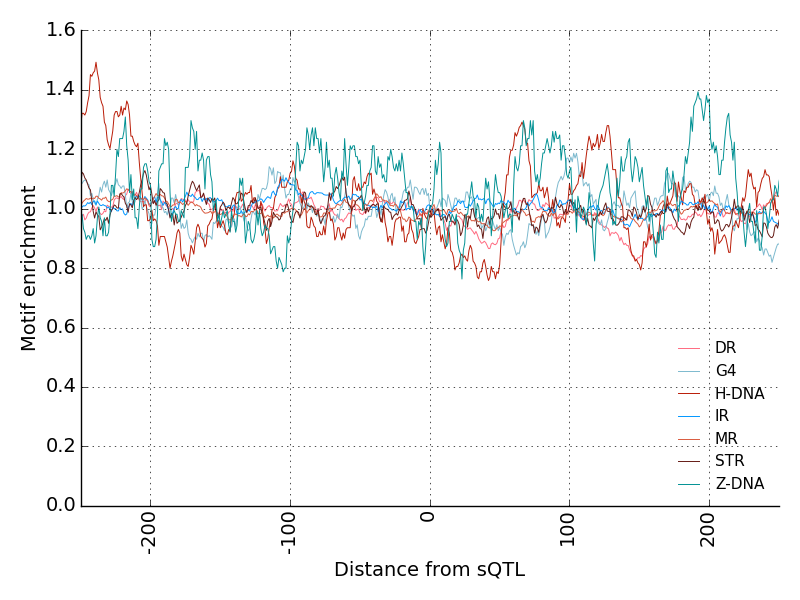 1.6
1.4
1.2
1.0
0.8
0.6
0.4
0.2
0.0
Motif enrichment
DR
G4
H-DNA
IR
MR
STR
Z-DNA
-200
-100
0
100
200
Distance from sQTL